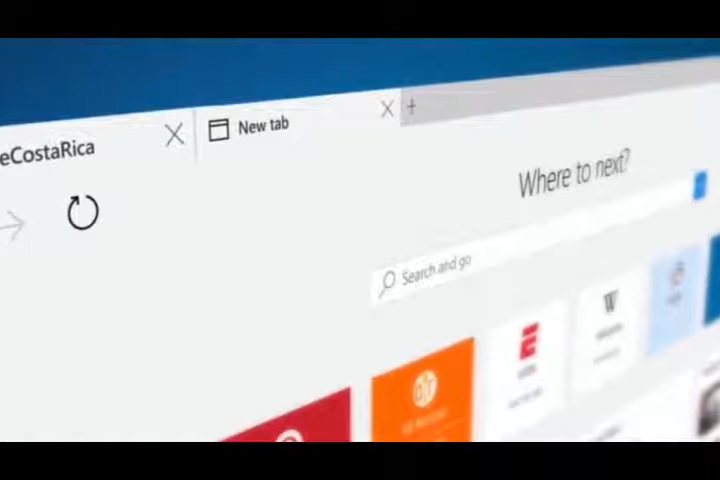 eCostaRica
New tab
Where to next?
Search and go
W